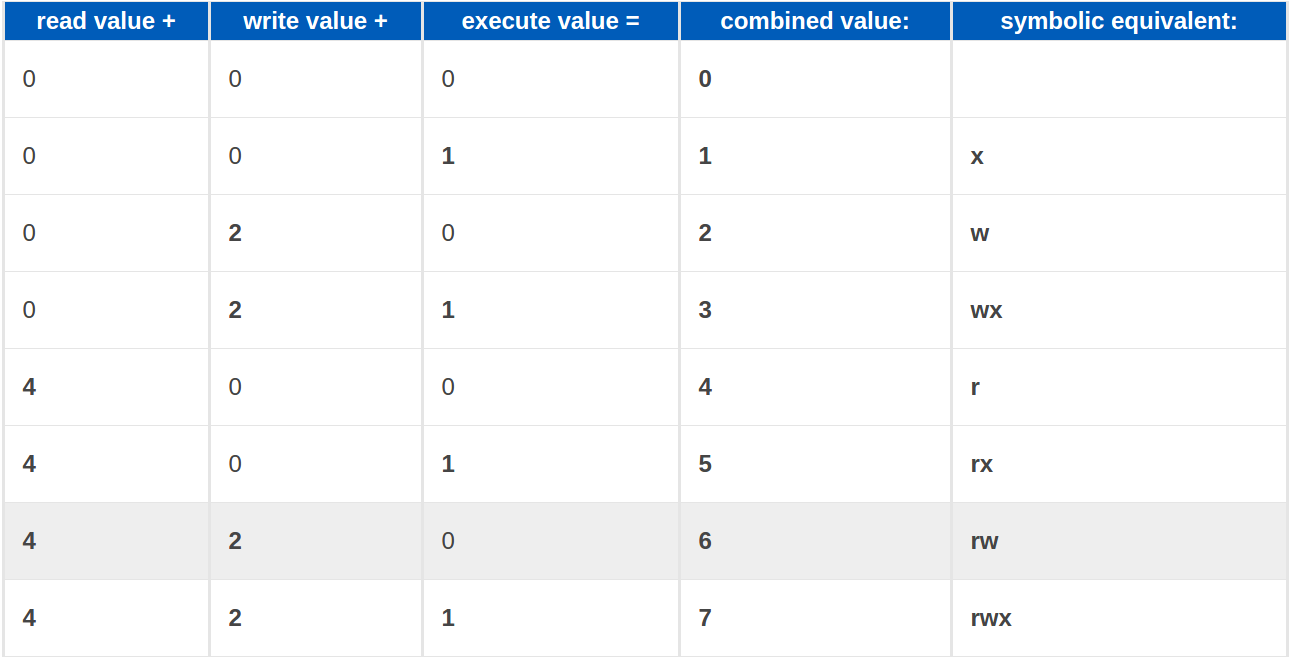 read value + write value + execute value = combined value: symbolic equivalent:
0 0 0 0
0 0 1 1 x
0 2 0 2 w
0 2 1 3 wx
4 0 0 4 r
4 0 1 5 rx
4 2 0 6 rw
4 2 1 7 rwx